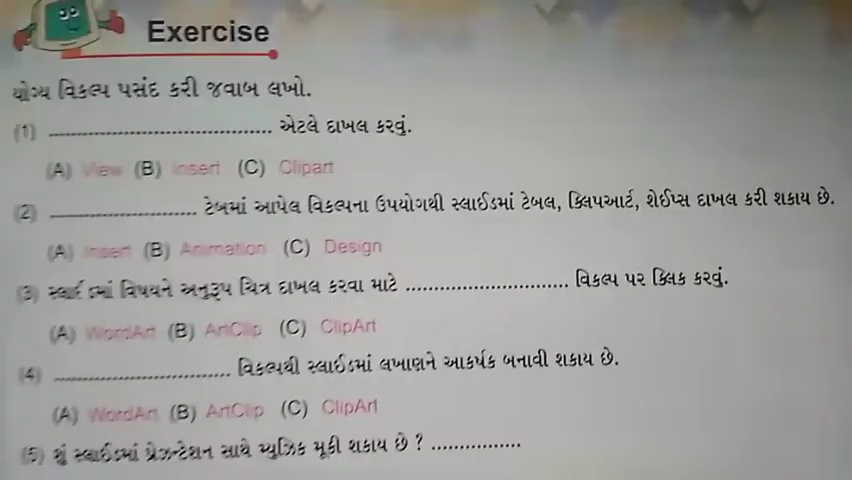 Exercise
યોગ્ય વિકલ્પ પસંદ કરી જવાબ લખો.
(1) ...................................... એટલે દાખલ કરવું.
(A) View (B) Insert (C) Clipart
(2) ......................... ટેબમાં આપેલ વિકલ્પના ઉપયોગથી સ્લાઈડમાં ટેબલ, ક્લિપઆર્ટ, શેઈપ્સ દાખલ કરી શકાય છે.
(A) Insert (B) Animation (C) Design
(3) સ્લાઈડમાં વિષયને અનુરૂપ ચિત્ર દાખલ કરવા માટે ............................ વિકલ્પ પર ક્લિક કરવું.
(A) WordArt (B) ArtClip (C) ClipArt
(4) .............................. વિકલ્પથી સ્લાઈડમાં લખાણને આકર્ષક બનાવી શકાય છે.
(A) WordArt (B) ArtClip (C) ClipArt
(5) શું સ્લાઈડમાં પ્રેઝન્ટેશન સાથે મ્યુઝિક મૂકી શકાય છે ? ................